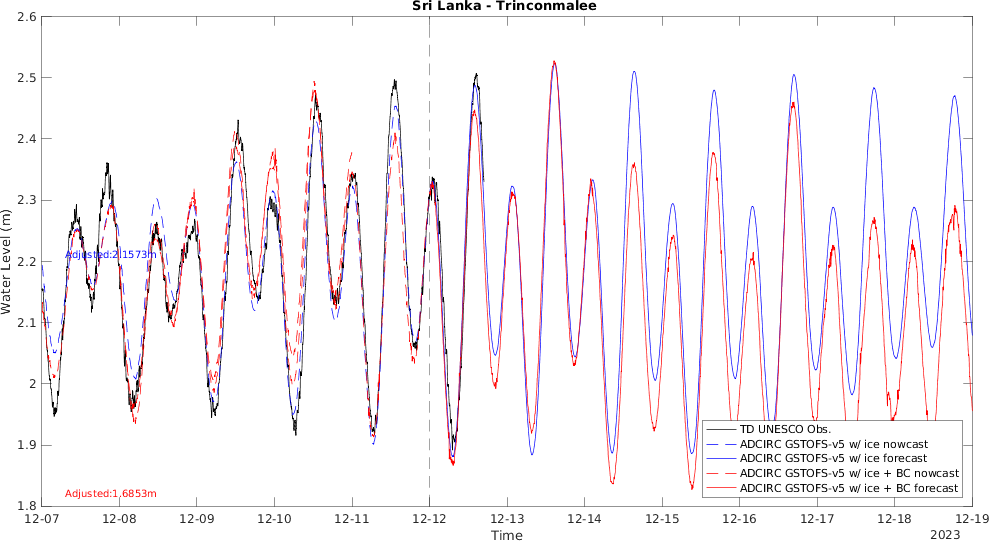 Sri Lanka - Trinconmalee
Water Level (m)
2.6
2.5
2.4
2.3
2.2
2.1
2
1.9
1.8
Adjusted:2.1573m
Adjusted:1.6853m
TD UNESCO Obs.
ADCIRC GSTOFS-v5 w/ ice nowcast
ADCIRC GSTOFS-v5 w/ ice forecast
ADCIRC GSTOFS-v5 w/ ice + BC nowcast
ADCIRC GSTOFS-v5 w/ ice + BC forecast
12-07 12-08 12-09 12-10 12-11 12-12 12-13 12-14 12-15 12-16 12-17 12-18 12-19
Time
2023